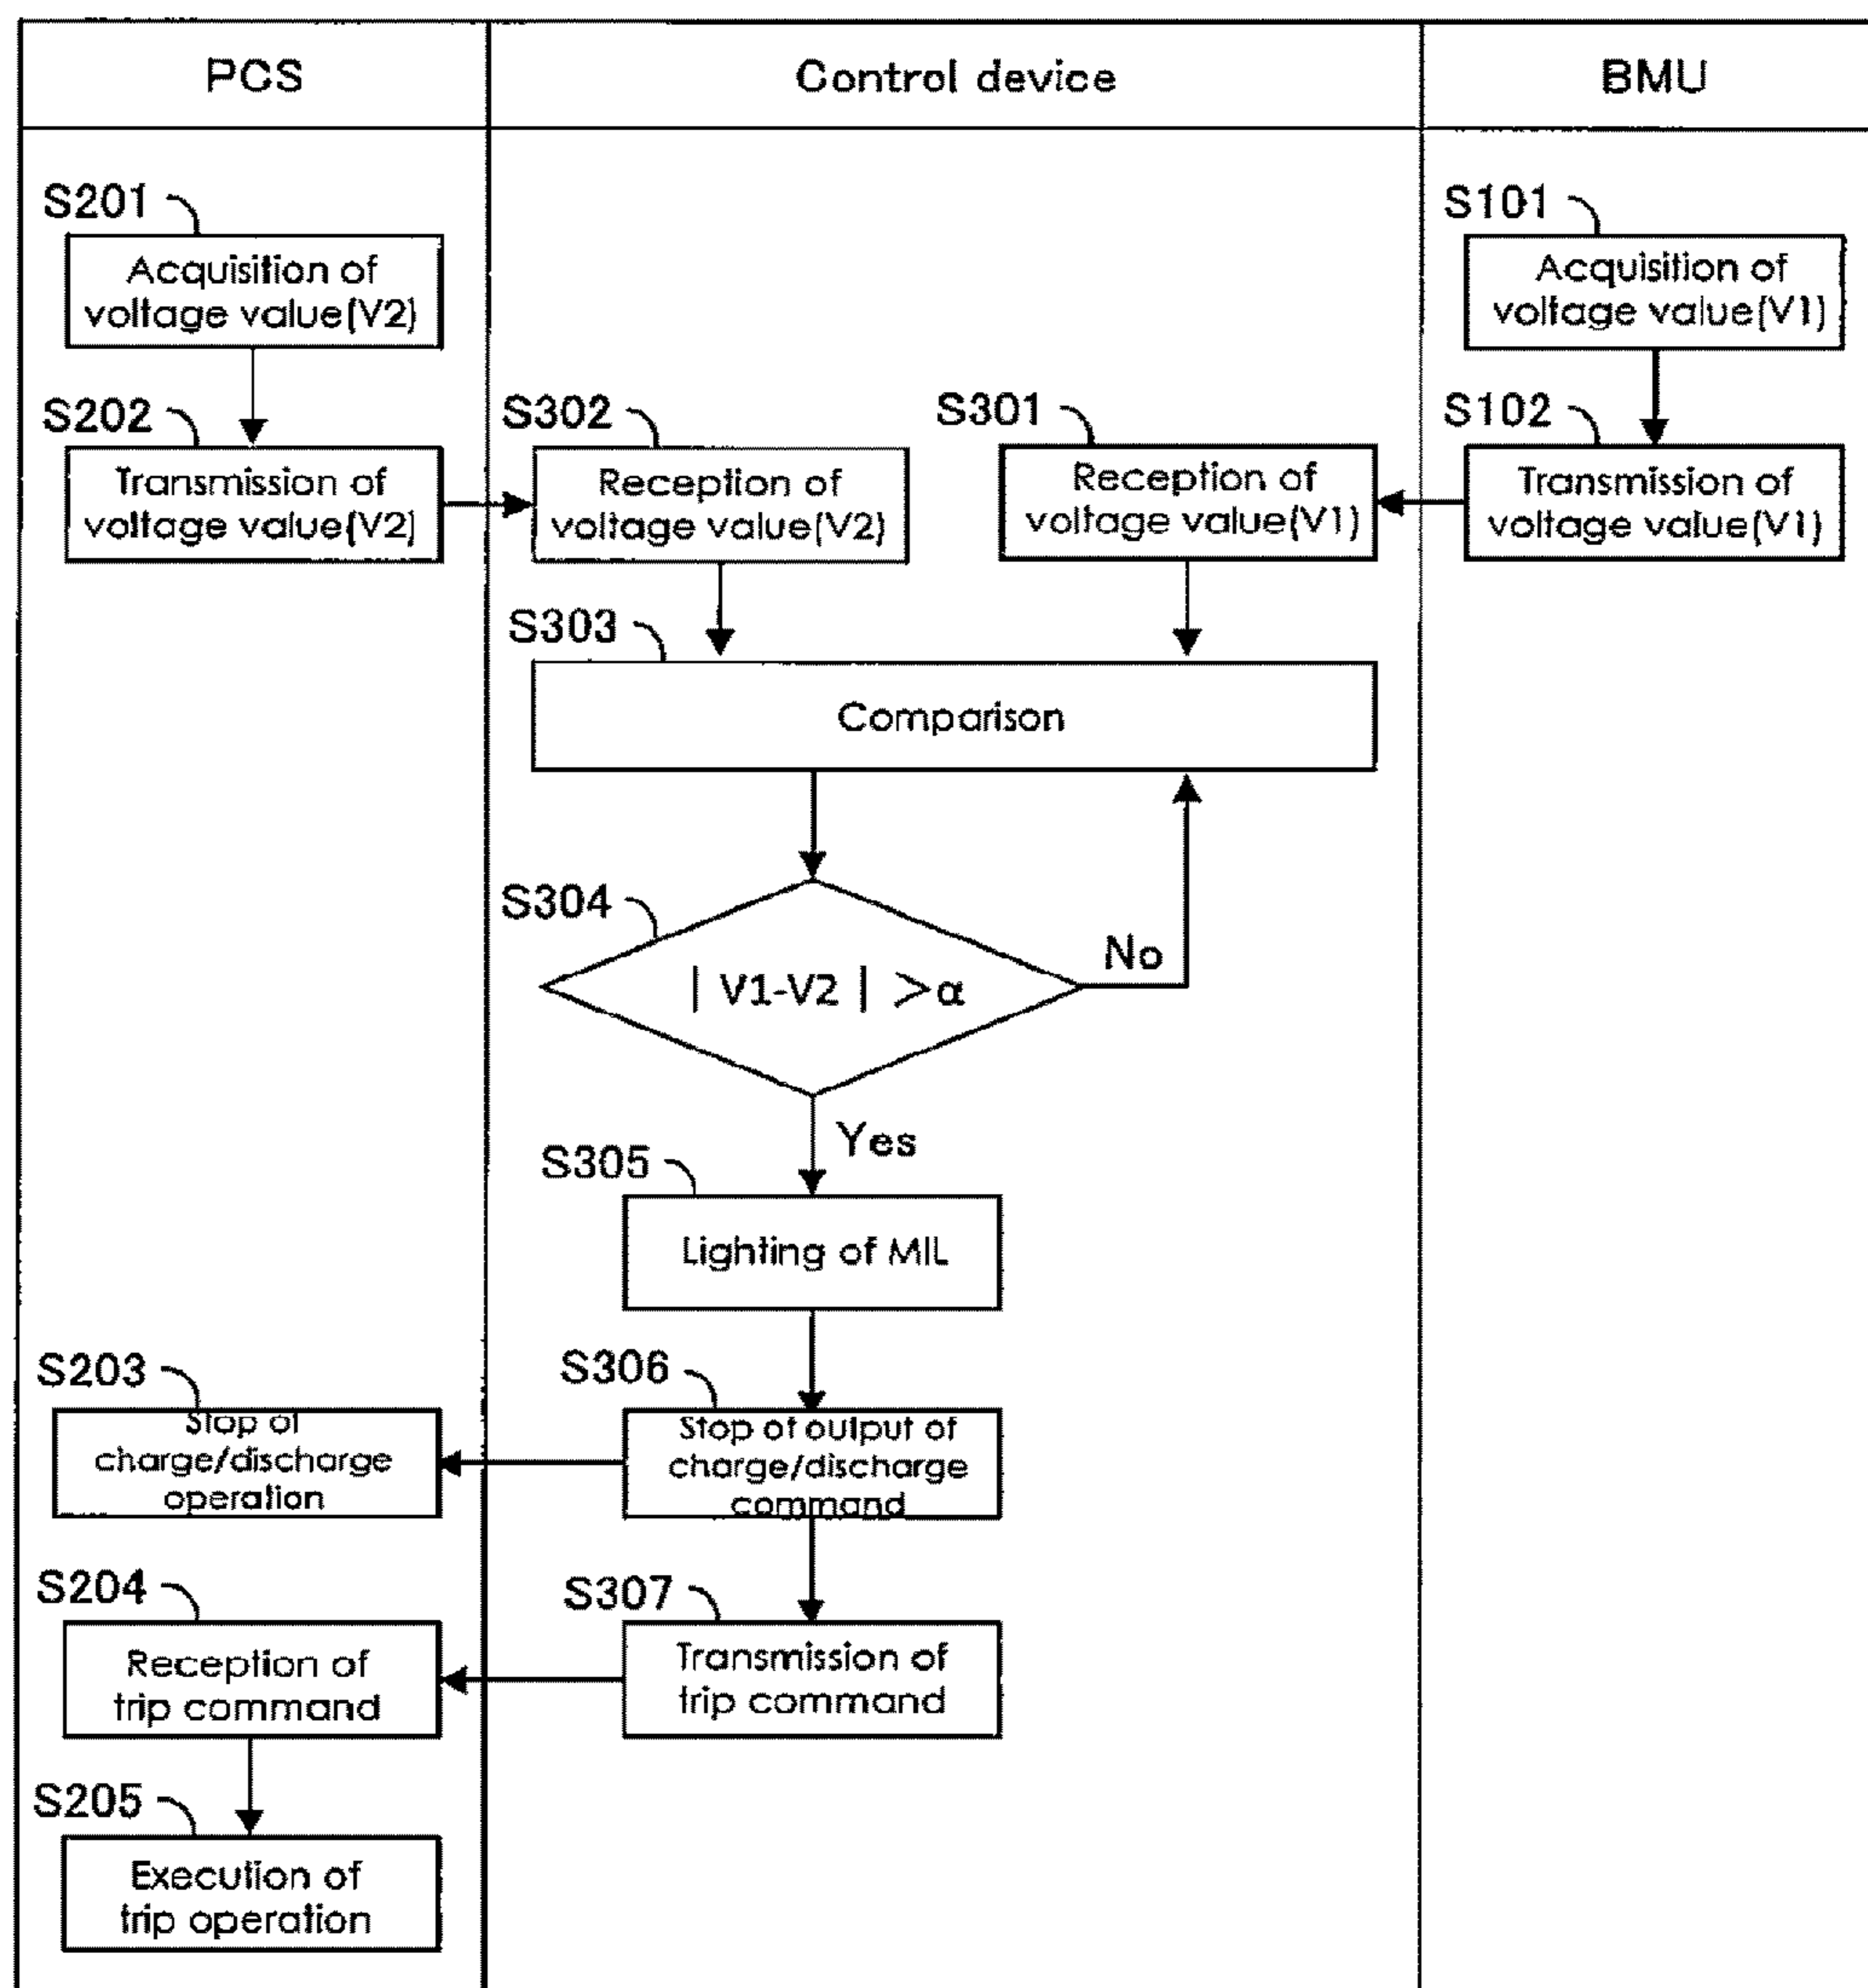 PCS
Control device
BMU
S201
Acquisition of
voltage value(V2)
S101
Acquisition of
voltage value(V1)
S202
Transmission of
voltage value(V2)
S302
Reception of
voltage value(V2)
S301
Reception of
voltage value(V1)
S102
Transmission of
voltage value(V1)
S303
Comparison
S304
| V1-V2 | >α
No
Yes
S305
Lighting of MIL
S203
Stop of
charge/discharge
operation
S306
Stop of output of
charge/discharge
command
S204
Reception of
trip command
S307
Transmission of
trip command
S205
Execution of
trip operation